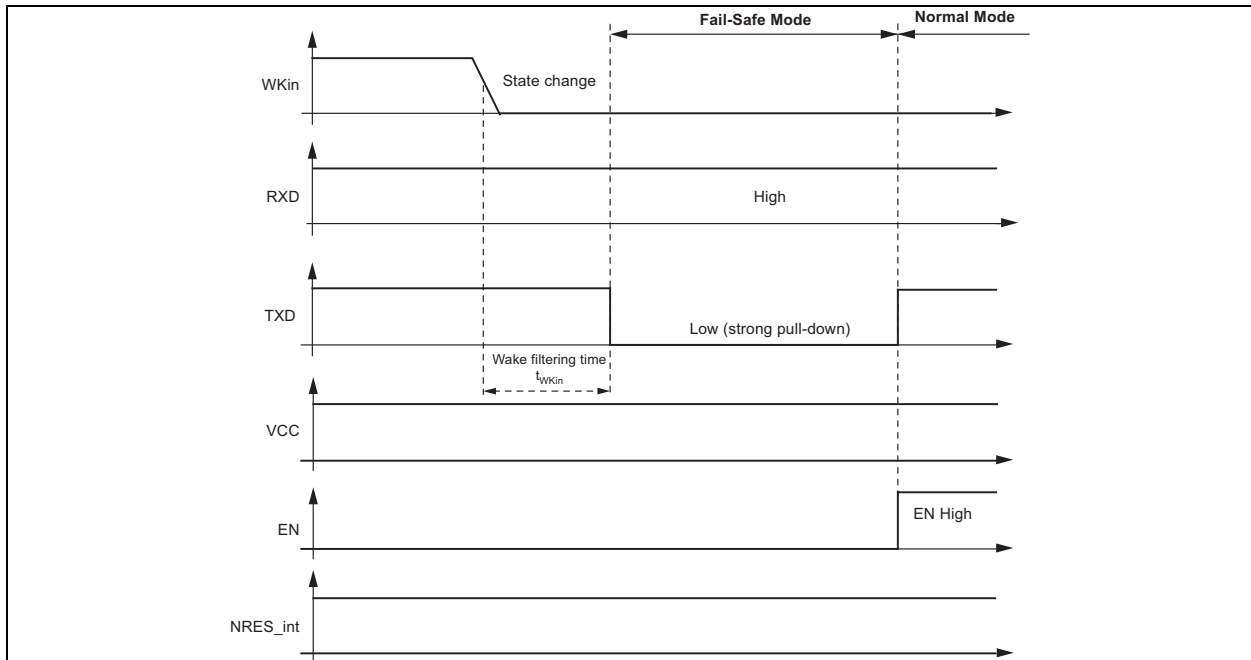 Fail-Safe Mode
Normal Mode
WKin
State change
RXD
High
TXD
Low (strong pull-down)
Wake filtering time
tWKin
VCC
EN
EN High
NRES_int